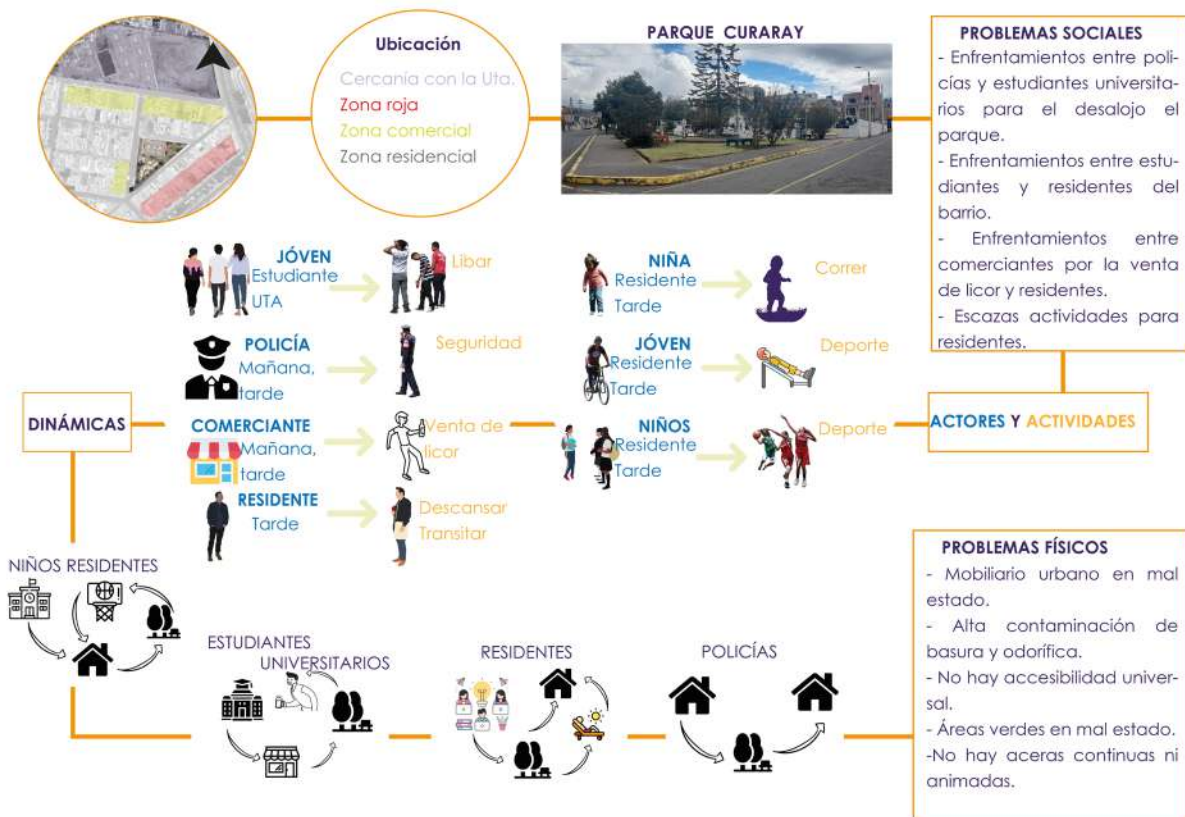 Ubicación
Cercanía con la Uta.
Zona roja
Zona comercial
Zona residencial
PARQUE CURARAY
PROBLEMAS SOCIALES
- Enfrentamientos entre poli-
cías y estudiantes universita-
rios para el desalojo el
parque.
- Enfrentamientos entre estu-
diantes y residentes del
barrio.
- Enfrentamientos entre
comerciantes por la venta
de licor y residentes.
- Escazas actividades para
residentes.
JÓVEN
Estudiante
UTA
Libar
NIÑA
Residente
Tarde
Correr
POLICÍA
Mañana,
tarde
Seguridad
JÓVEN
Residente
Tarde
Deporte
DINÁMICAS
COMERCIANTE
Mañana,
tarde
Venta de
licor
NIÑOS
Residente
Tarde
Deporte
ACTORES Y ACTIVIDADES
RESIDENTE
Tarde
Descansar
Transitar
NIÑOS RESIDENTES
ESTUDIANTES
UNIVERSITARIOS
RESIDENTES
POLICÍAS
PROBLEMAS FÍSICOS
- Mobiliario urbano en mal
estado.
- Alta contaminación de
basura y odorífica.
- No hay accesibilidad univer-
sal.
- Áreas verdes en mal estado.
-No hay aceras continuas ni
animadas.